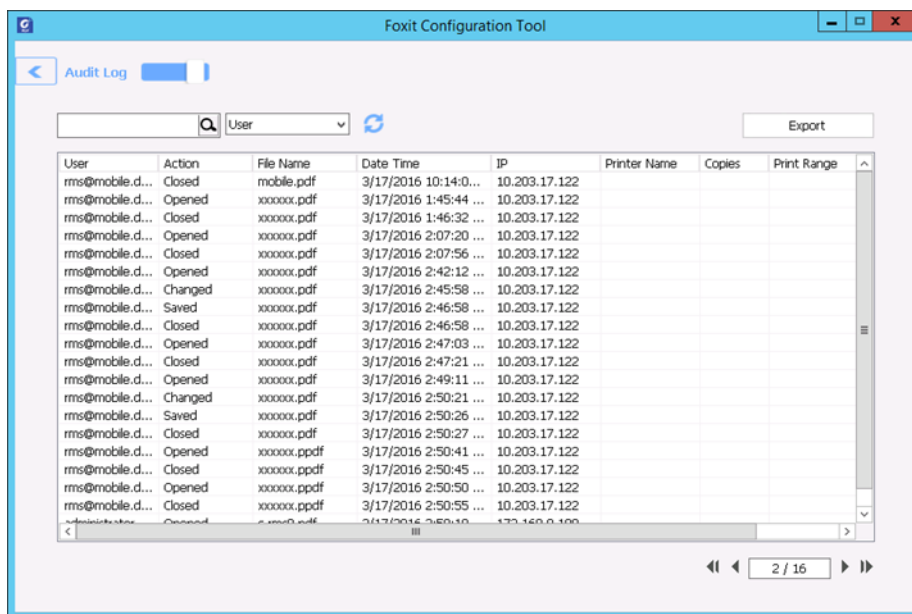 Foxit Configuration Tool
Audit Log
User
Export
User Action File Name Date Time IP Printer Name Copies Print Range
rms@mobile.d... Closed mobile.pdf 3/17/2016 10:14:0... 10.203.17.122
rms@mobile.d... Opened xxxxxx.pdf 3/17/2016 1:45:44 ... 10.203.17.122
rms@mobile.d... Closed xxxxxx.pdf 3/17/2016 1:46:32 ... 10.203.17.122
rms@mobile.d... Opened xxxxxx.pdf 3/17/2016 2:07:20 ... 10.203.17.122
rms@mobile.d... Closed xxxxxx.pdf 3/17/2016 2:07:56 ... 10.203.17.122
rms@mobile.d... Opened xxxxxx.pdf 3/17/2016 2:42:12 ... 10.203.17.122
rms@mobile.d... Changed xxxxxx.pdf 3/17/2016 2:45:58 ... 10.203.17.122
rms@mobile.d... Saved xxxxxx.pdf 3/17/2016 2:46:58 ... 10.203.17.122
rms@mobile.d... Closed xxxxxx.pdf 3/17/2016 2:46:58 ... 10.203.17.122
rms@mobile.d... Opened xxxxxx.pdf 3/17/2016 2:47:03 ... 10.203.17.122
rms@mobile.d... Closed xxxxxx.pdf 3/17/2016 2:47:21 ... 10.203.17.122
rms@mobile.d... Opened xxxxxx.pdf 3/17/2016 2:49:11 ... 10.203.17.122
rms@mobile.d... Changed xxxxxx.pdf 3/17/2016 2:50:21 ... 10.203.17.122
rms@mobile.d... Saved xxxxxx.pdf 3/17/2016 2:50:26 ... 10.203.17.122
rms@mobile.d... Closed xxxxxx.pdf 3/17/2016 2:50:27 ... 10.203.17.122
rms@mobile.d... Opened xxxxxx.ppdf 3/17/2016 2:50:41 ... 10.203.17.122
rms@mobile.d... Closed xxxxxx.ppdf 3/17/2016 2:50:45 ... 10.203.17.122
rms@mobile.d... Opened xxxxxx.ppdf 3/17/2016 2:50:50 ... 10.203.17.122
rms@mobile.d... Closed xxxxxx.ppdf 3/17/2016 2:50:55 ... 10.203.17.122
administrator Opened
2 / 16